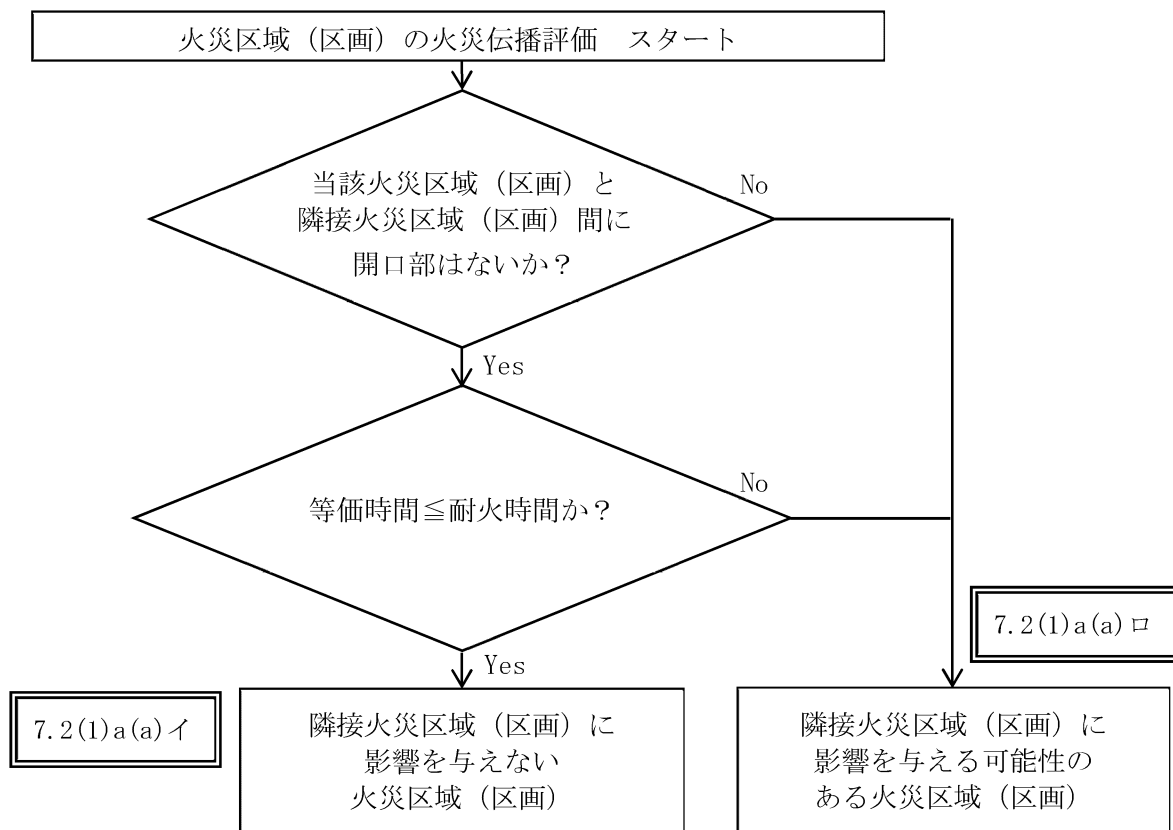 火災区域（区画）の火災伝播評価　スタート
当該火災区域（区画）と
隣接火災区域（区画）間に
開口部はないか？
No
Yes
等価時間≦耐火時間か？
No
Yes
7.2(1)a(a)ロ
7.2(1)a(a)イ
隣接火災区域（区画）に
影響を与えない
火災区域（区画）
隣接火災区域（区画）に
影響を与える可能性の
ある火災区域（区画）